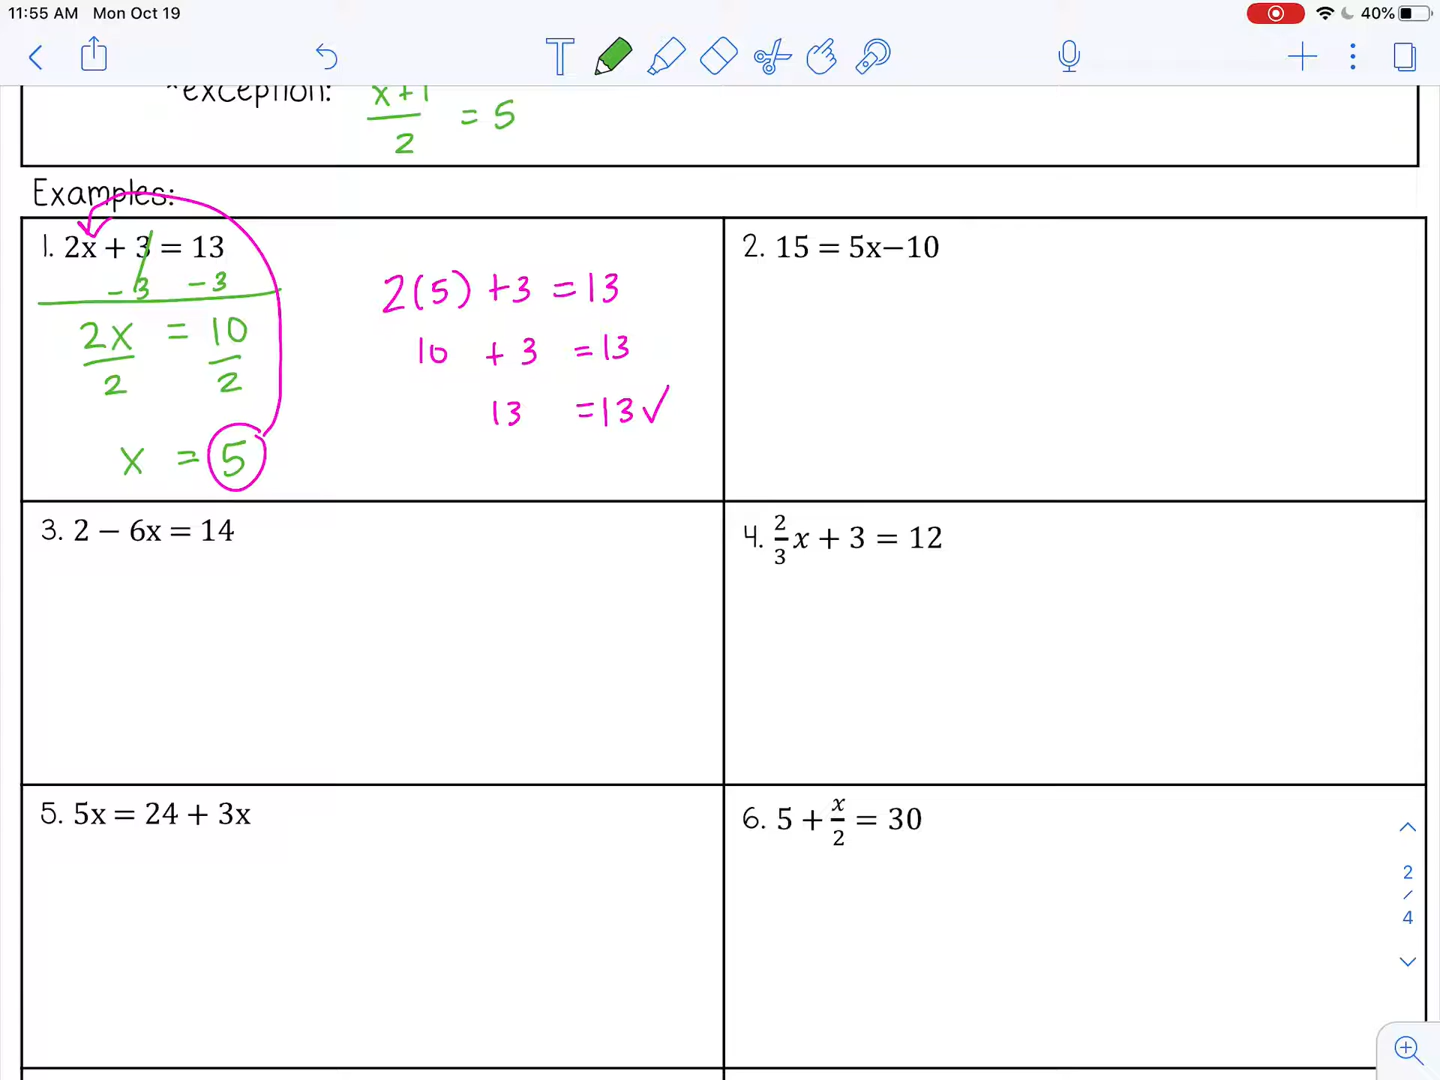 11:55 AM Mon Oct 19
40%
*exception: x+1/2 = 5
Examples:
1. 2x + 3 = 13
-3 -3
2x/2 = 10/2
x = 5
2(5) +3 =13
10 + 3 =13
13 =13✓
2. 15 = 5x−10
3. 2 − 6x = 14
4. 2/3 x + 3 = 12
5. 5x = 24 + 3x
6. 5 + x/2 = 30
2
/
4